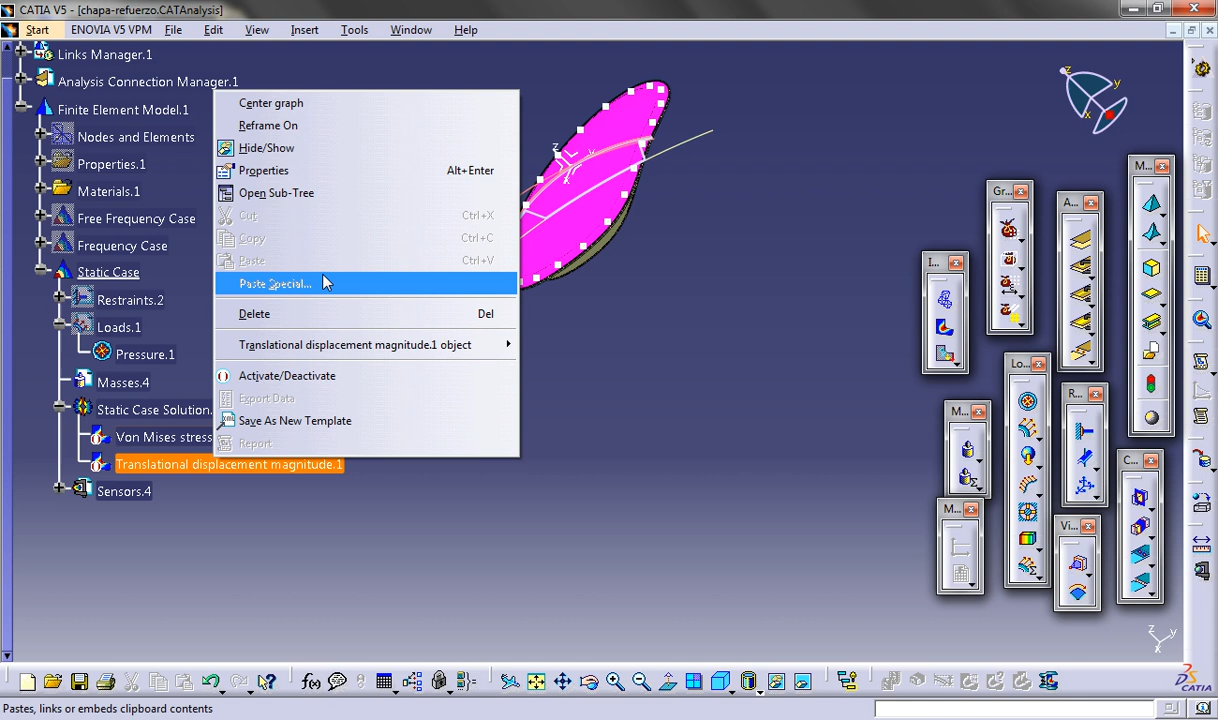 CATIA V5 - [chapa-refuerzo.CATAnalysis]
Start ENOVIA V5 VPM File Edit View Insert Tools Window Help
Links Manager.1
Analysis Connection Manager.1
Finite Element Model.1
Nodes and Elements
Properties.1
Materials.1
Free Frequency Case
Frequency Case
Static Case
Restraints.2
Loads.1
Pressure.1
Masses.4
Static Case Solution.
Von Mises stress
Translational displacement magnitude.1
Sensors.4
Center graph
Reframe On
Hide/Show
Properties Alt+Enter
Open Sub-Tree
Cut Ctrl+X
Copy Ctrl+C
Paste Ctrl+V
Paste Special...
Delete Del
Translational displacement magnitude.1 object
Activate/Deactivate
Export Data
Save As New Template
Report
z
y
x
z
y
x
Gr...
A...
M...
I...
Lo...
R...
M...
C...
M...
Vi...
z
y
x
f(x)
CATIA
Pastes, links or embeds clipboard contents